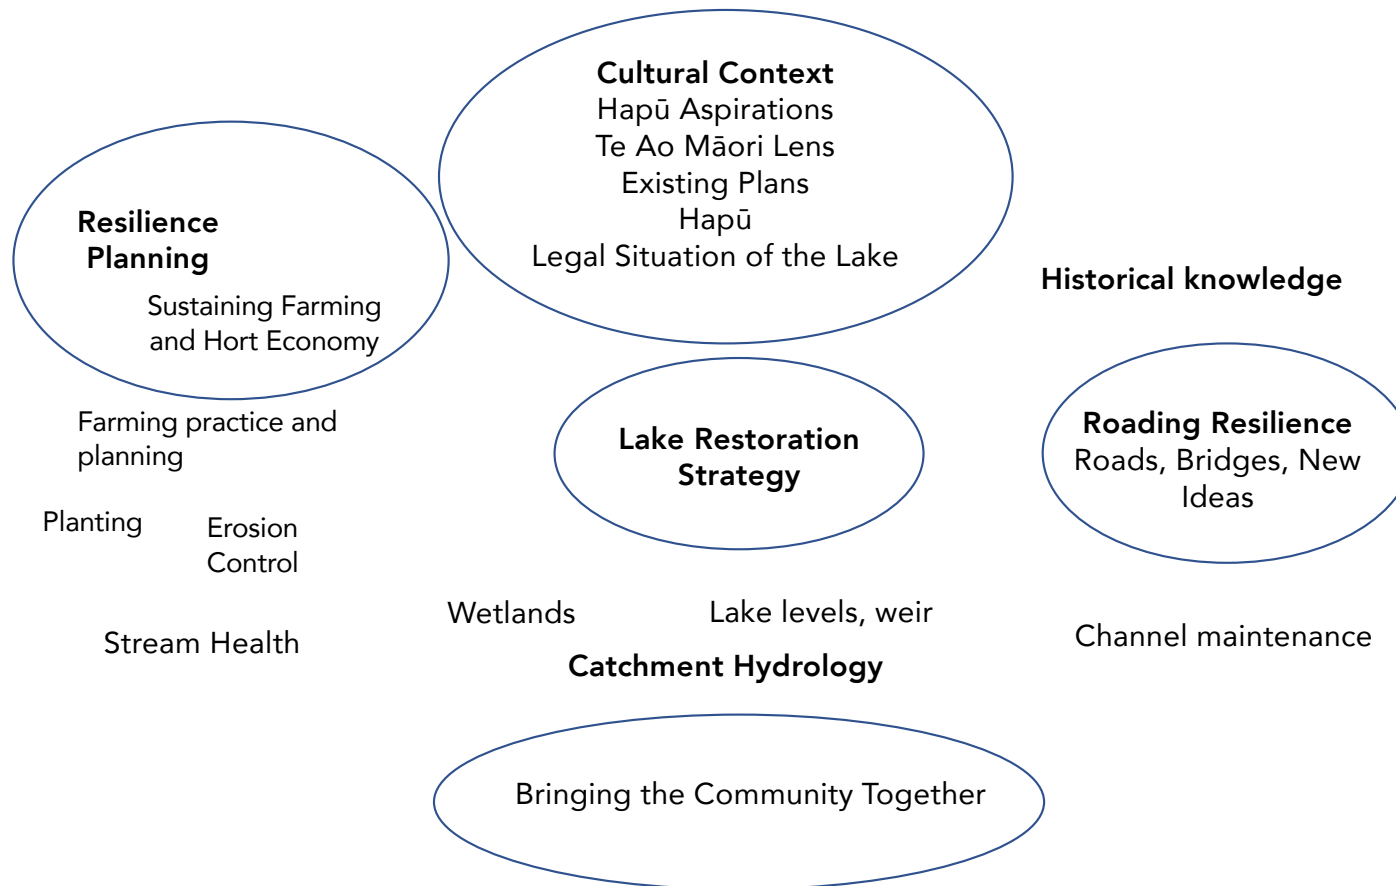 Cultural Context
Hapū Aspirations
Te Ao Māori Lens
Existing Plans
Hapū
Legal Situation of the Lake
Resilience
Planning
Sustaining Farming
and Hort Economy
Historical knowledge
Farming practice and
planning
Lake Restoration
Strategy
Roading Resilience
Roads, Bridges, New
Ideas
Planting
Erosion
Control
Stream Health
Wetlands
Lake levels, weir
Channel maintenance
Catchment Hydrology
Bringing the Community Together